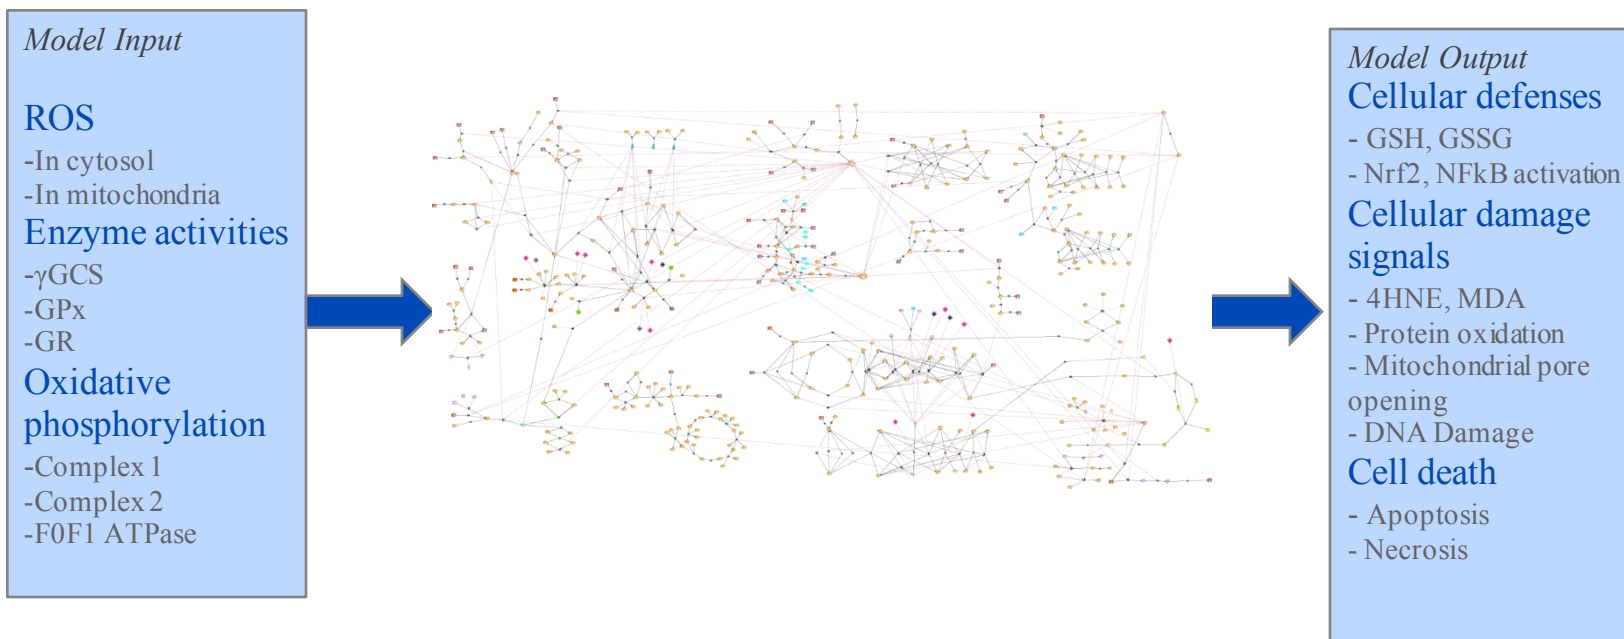 Model Input
ROS
-In cytosol
-In mitochondria
Enzyme activities
-γGCS
-GPx
-GR
Oxidative
phosphorylation
-Complex 1
-Complex 2
-F0F1 ATPase
Model Output
Cellular defenses
- GSH, GSSG
- Nrf2, NFkB activation
Cellular damage
signals
- 4HNE, MDA
- Protein oxidation
- Mitochondrial pore
opening
- DNA Damage
Cell death
- Apoptosis
- Necrosis